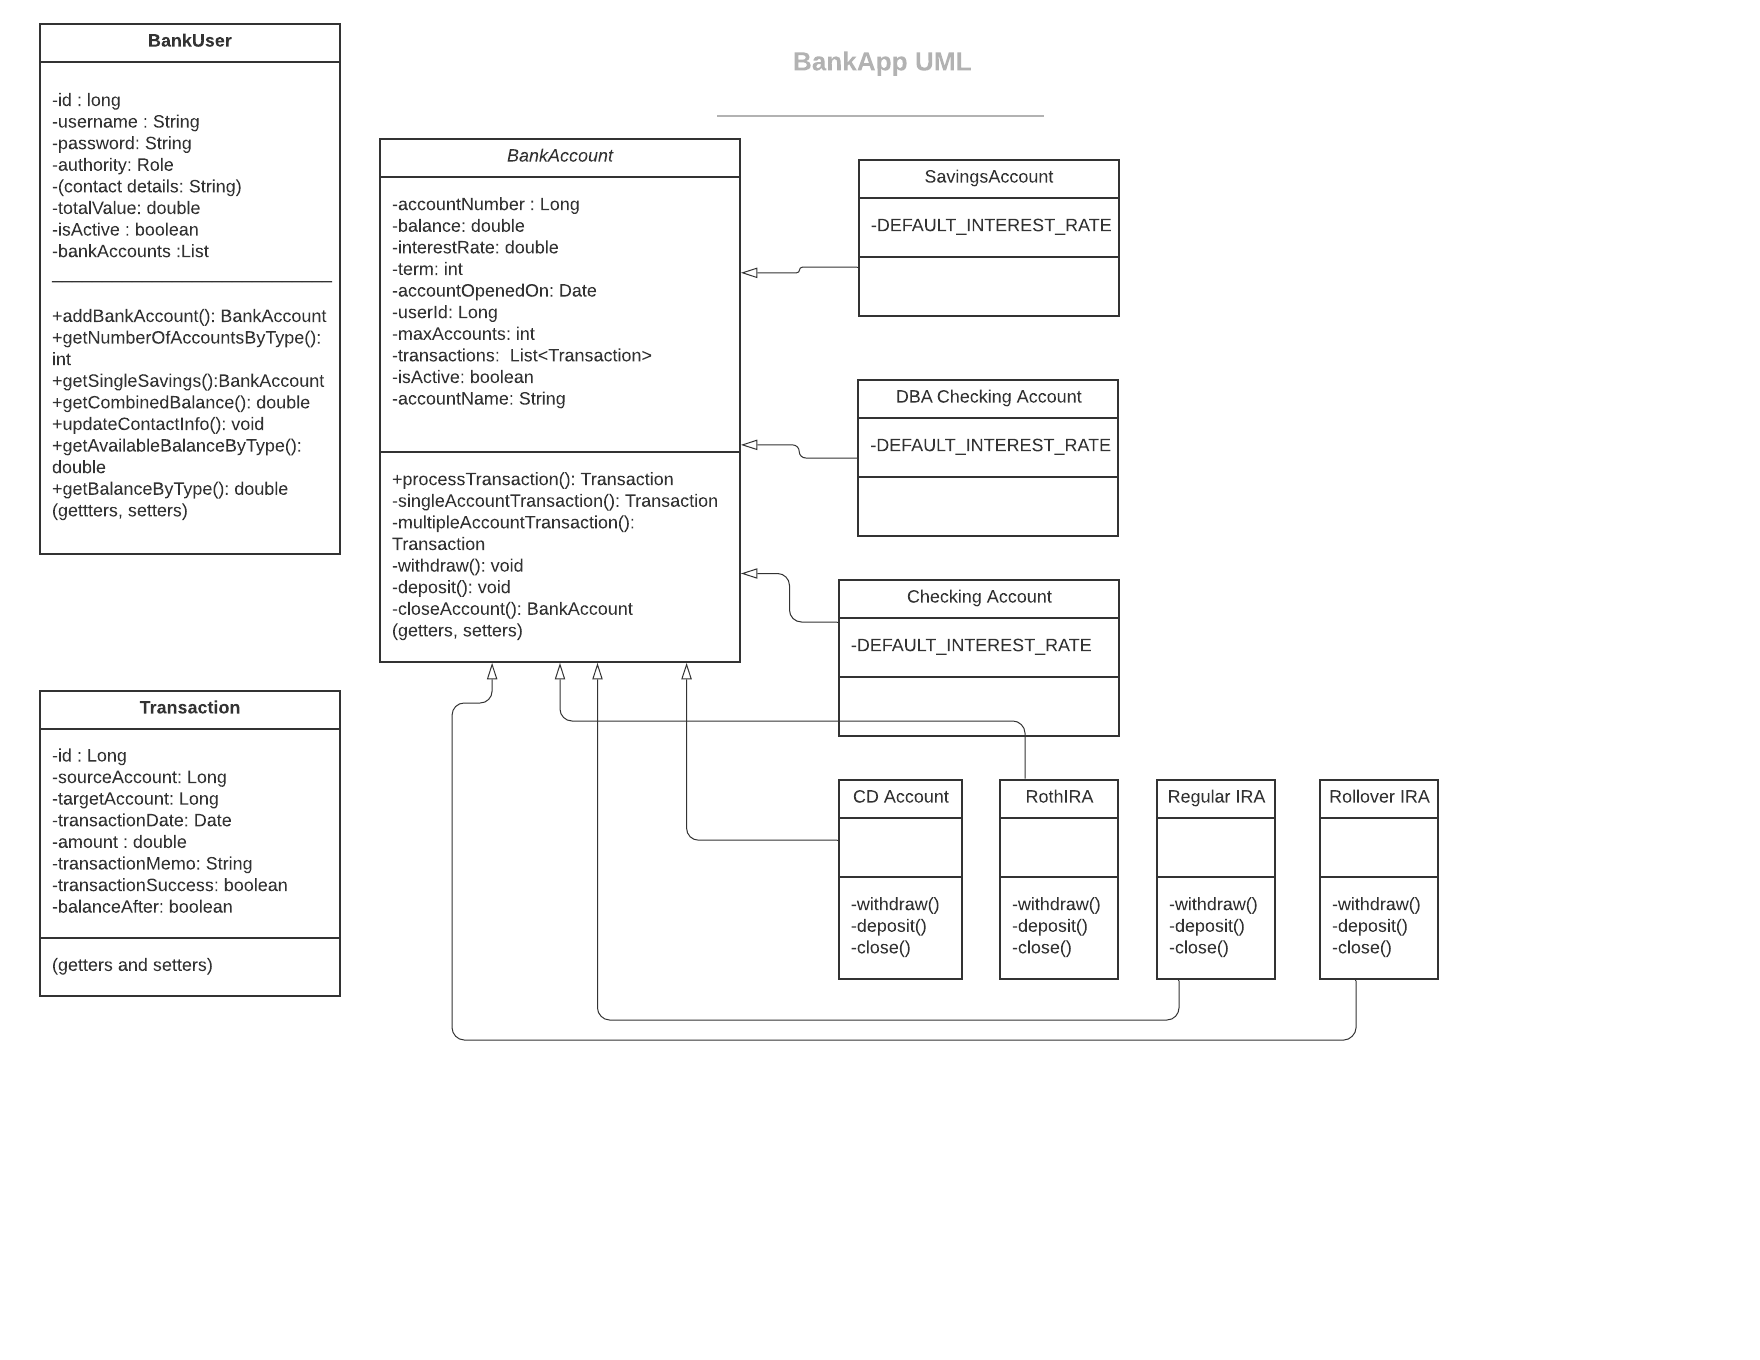 BankUser
-id : long
-username : String
-password: String
-authority: Role
-(contact details: String)
-totalValue: double
-isActive : boolean
-bankAccounts :List
+addBankAccount(): BankAccount
+getNumberOfAccountsByType():
int
+getSingleSavings():BankAccount
+getCombinedBalance(): double
+updateContactInfo(): void
+getAvailableBalanceByType():
double
+getBalanceByType(): double
(gettters, setters)
BankApp UML
BankAccount
-accountNumber : Long
-balance: double
-interestRate: double
-term: int
-accountOpenedOn: Date
-userId: Long
-maxAccounts: int
-transactions:  List<Transaction>
-isActive: boolean
-accountName: String
+processTransaction(): Transaction
-singleAccountTransaction(): Transaction
-multipleAccountTransaction():
Transaction
-withdraw(): void
-deposit(): void
-closeAccount(): BankAccount
(getters, setters)
SavingsAccount
-DEFAULT_INTEREST_RATE
DBA Checking Account
-DEFAULT_INTEREST_RATE
Checking Account
-DEFAULT_INTEREST_RATE
Transaction
-id : Long
-sourceAccount: Long
-targetAccount: Long
-transactionDate: Date
-amount : double
-transactionMemo: String
-transactionSuccess: boolean
-balanceAfter: boolean
(getters and setters)
CD Account
-withdraw()
-deposit()
-close()
RothIRA
-withdraw()
-deposit()
-close()
Regular IRA
-withdraw()
-deposit()
-close()
Rollover IRA
-withdraw()
-deposit()
-close()